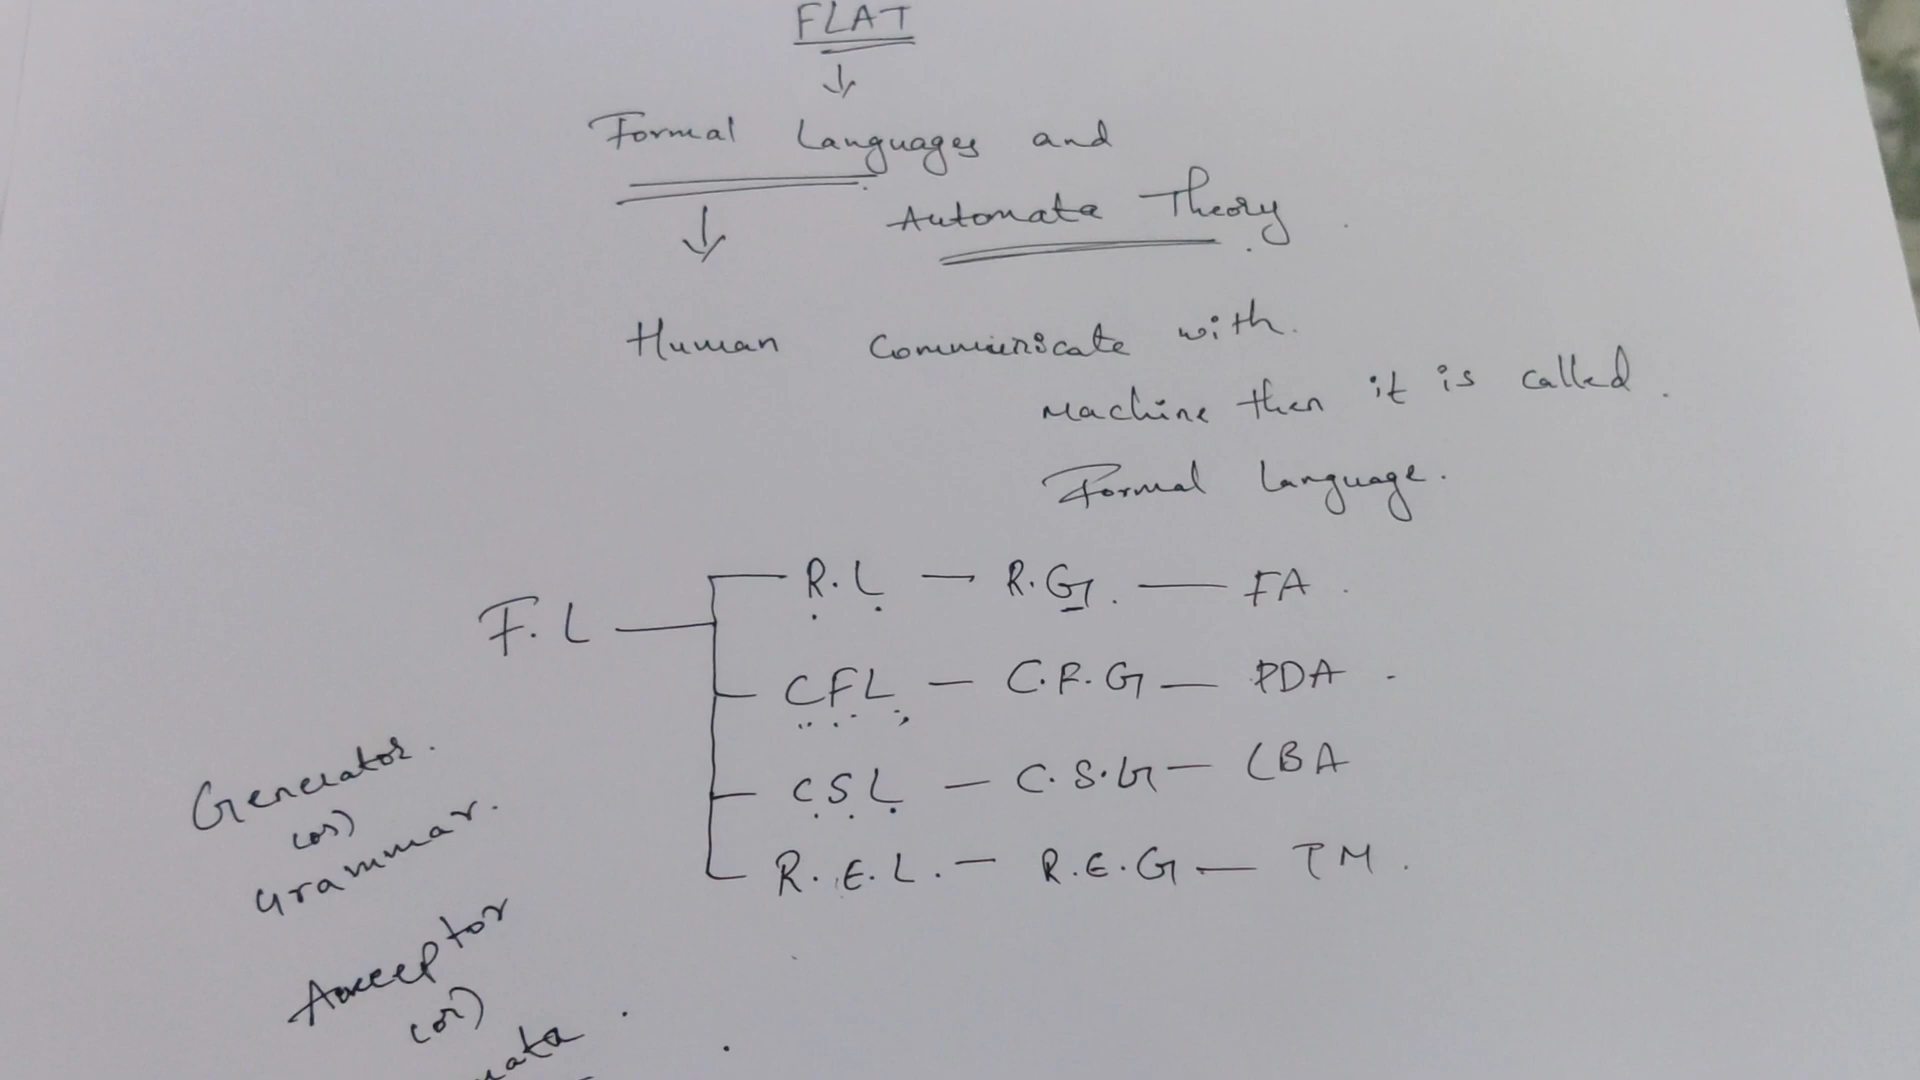 FLAT
Formal Languages and
Automata Theory
Human Communicate with.
Machine then it is called.
Formal Language.
F.L
R.L — R.G. — FA.
CFL — C.F.G — PDA.
CSL — C.S.G — LBA
R.E.L. — R.E.G — TM.
Generator.
(or)
Grammar.
Acceptor
(or)